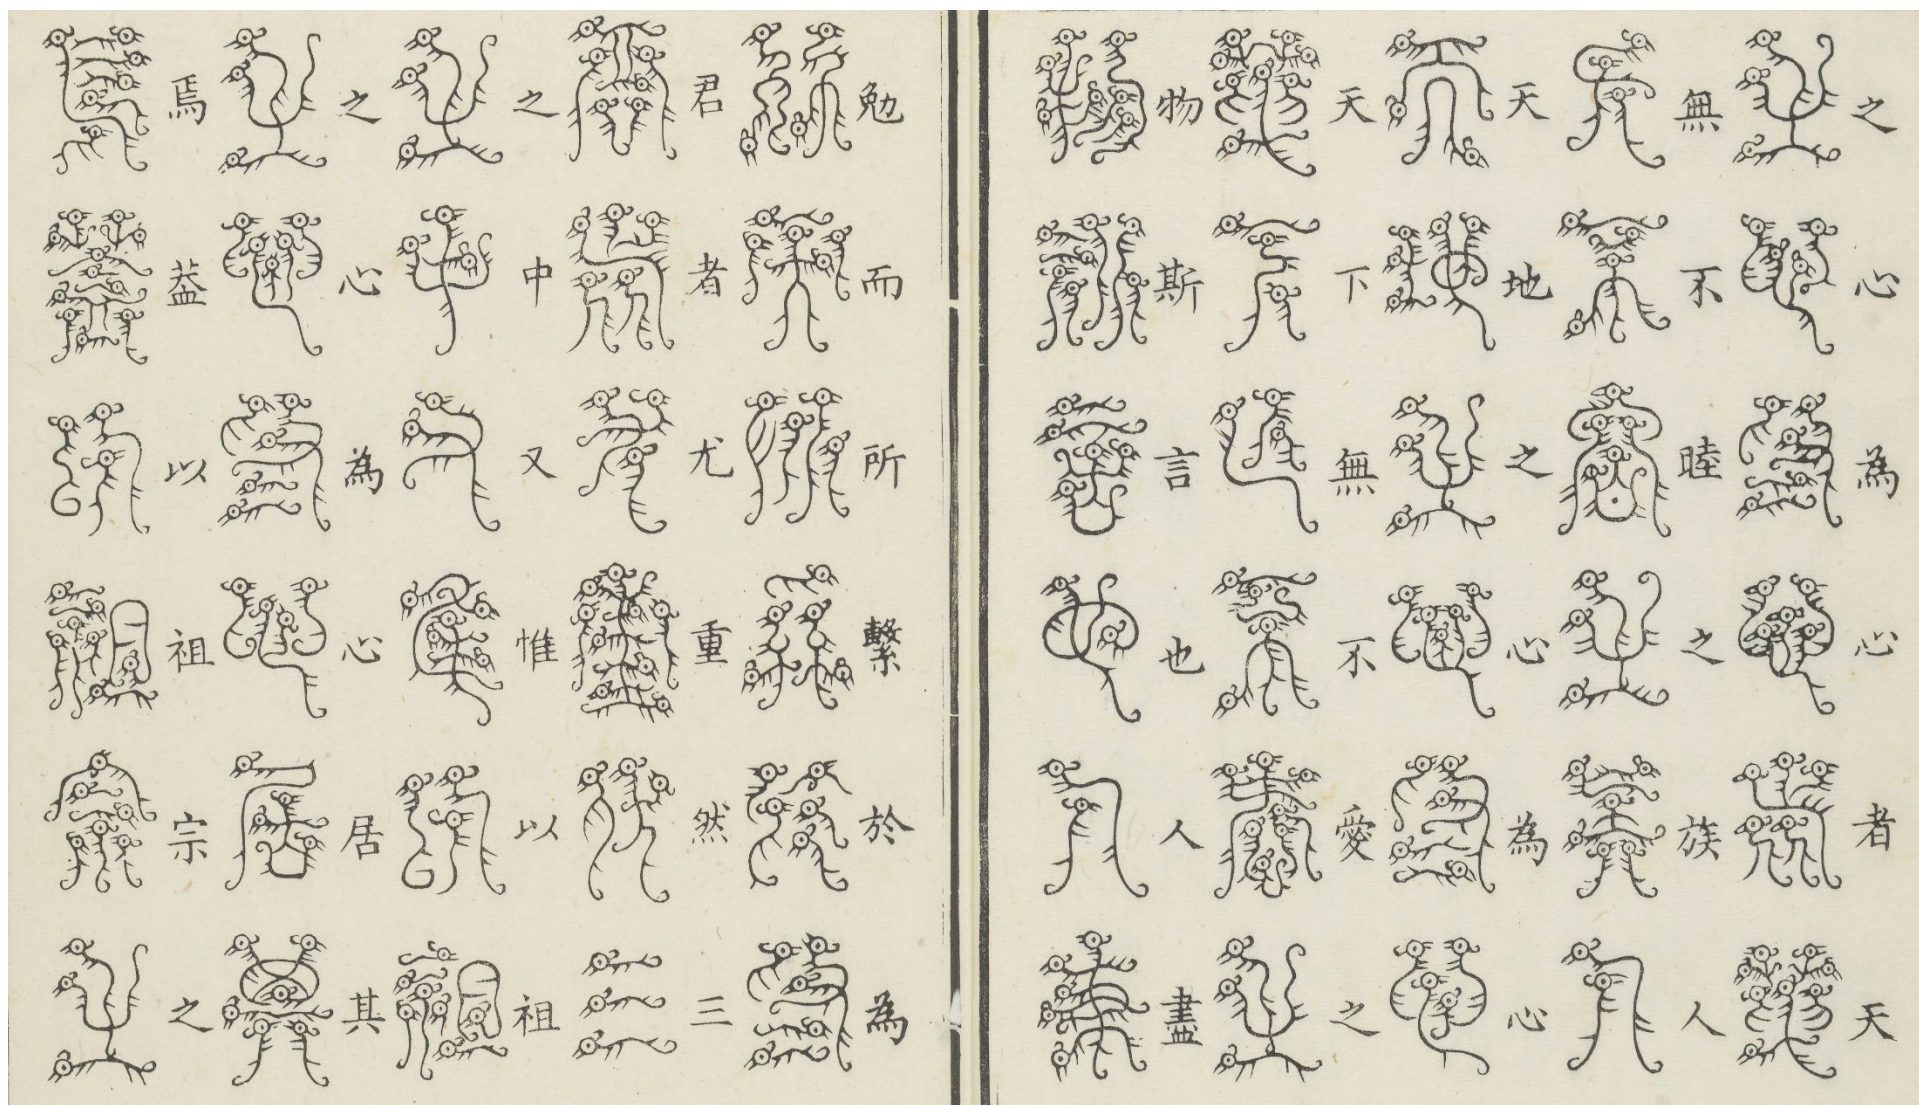 之心為心者天
無不睦之族人
天地之心為心
天下無不愛之
物斯言也人盡
勉而所繫於為
君者尤重然三
之中又惟以祖
之心為心居其
焉葢以祖宗之